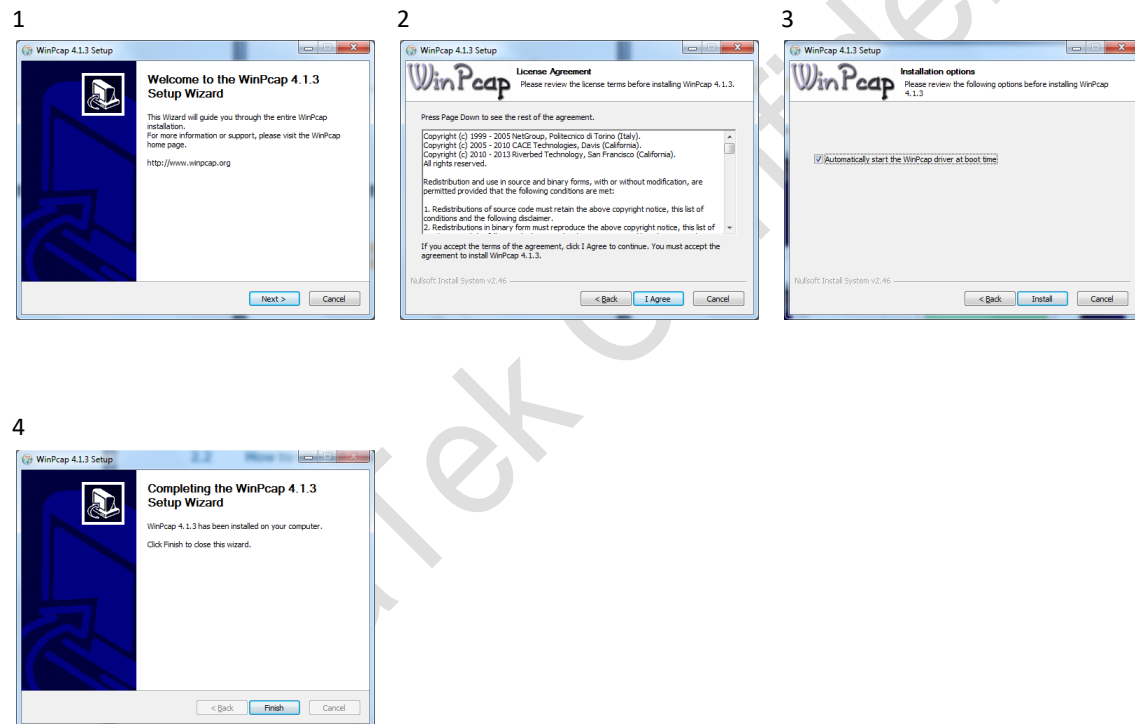 1
WinPcap 4.1.3 Setup
Welcome to the WinPcap 4.1.3
Setup Wizard
This Wizard will guide you through the entire WinPcap
installation.
For more information or support, please visit the WinPcap
home page.
http://www.winpcap.org
Next >
Cancel
2
WinPcap 4.1.3 Setup
WinPcap
License Agreement
Please review the license terms before installing WinPcap 4.1.3.
Press Page Down to see the rest of the agreement.
Copyright (c) 1999 - 2005 NetGroup, Politecnico di Torino (Italy).
Copyright (c) 2005 - 2010 CACE Technologies, Davis (California).
Copyright (c) 2010 - 2013 Riverbed Technology, San Francisco (California).
All rights reserved.
Redistribution and use in source and binary forms, with or without modification, are
permitted provided that the following conditions are met:
1. Redistributions of source code must retain the above copyright notice, this list of
conditions and the following disclaimer.
2. Redistributions in binary form must reproduce the above copyright notice, this list of
If you accept the terms of the agreement, click I Agree to continue. You must accept the
agreement to install WinPcap 4.1.3.
Nullsoft Install System v2.46
< Back
I Agree
Cancel
3
WinPcap 4.1.3 Setup
WinPcap
Installation options
Please review the following options before installing WinPcap
4.1.3
Automatically start the WinPcap driver at boot time
Nullsoft Install System v2.46
< Back
Install
Cancel
4
WinPcap 4.1.3 Setup
2.2 How to
Completing the WinPcap 4.1.3
Setup Wizard
WinPcap 4.1.3 has been installed on your computer.
Click Finish to close this wizard.
< Back
Finish
Cancel